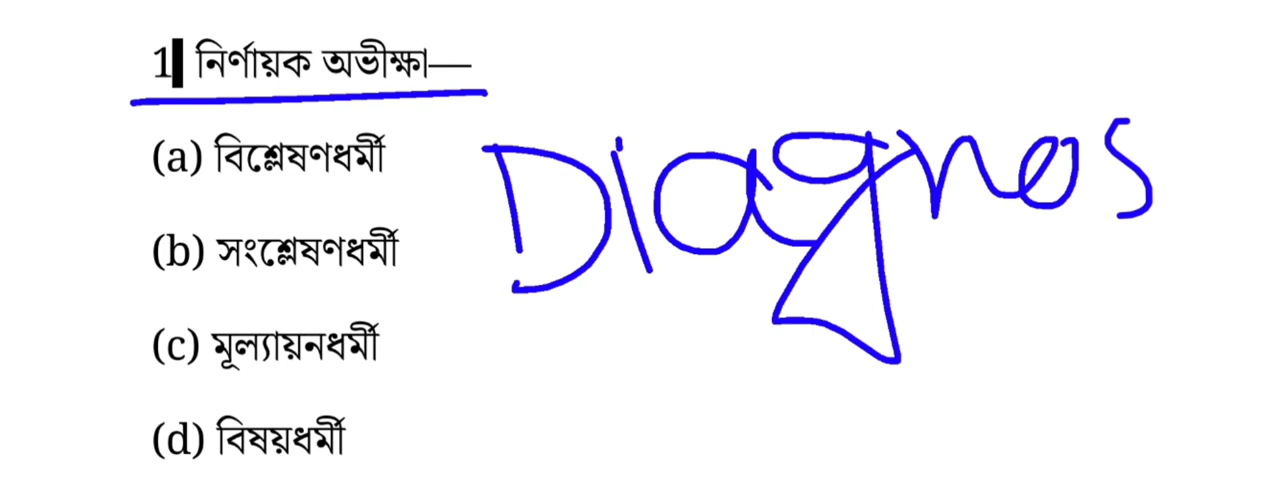 1| নির্ণায়ক অভীক্ষা—
Diagnos
(a) বিশ্লেষণধর্মী
(b) সংশ্লেষণধর্মী
(c) মূল্যায়নধর্মী
(d) বিষয়ধর্মী